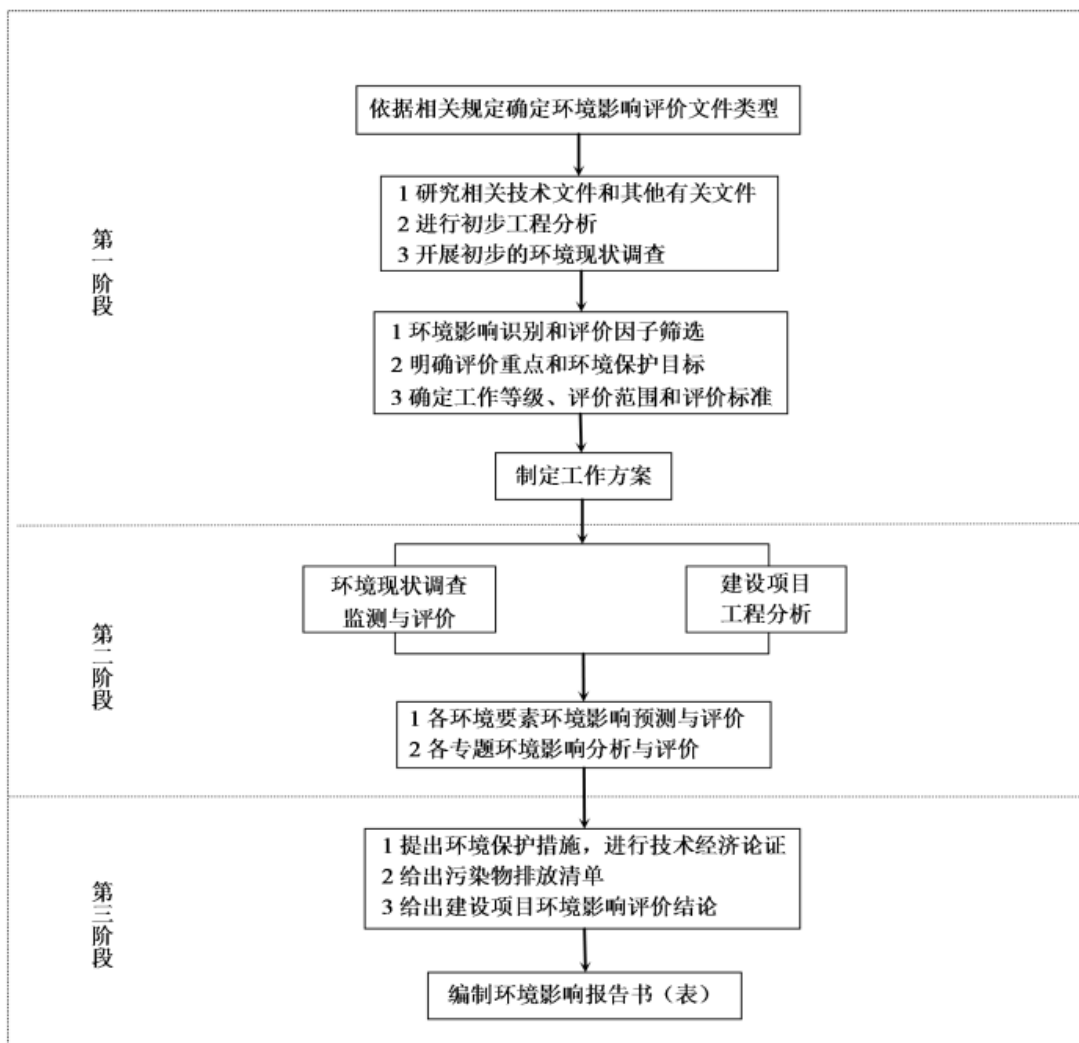 第一阶段
依据相关规定确定环境影响评价文件类型
1 研究相关技术文件和其他有关文件
2 进行初步工程分析
3 开展初步的环境现状调查
1 环境影响识别和评价因子筛选
2 明确评价重点和环境保护目标
3 确定工作等级、评价范围和评价标准
制定工作方案
第二阶段
环境现状调查
监测与评价
建设项目
工程分析
1 各环境要素环境影响预测与评价
2 各专题环境影响分析与评价
第三阶段
1 提出环境保护措施，进行技术经济论证
2 给出污染物排放清单
3 给出建设项目环境影响评价结论
编制环境影响报告书（表）